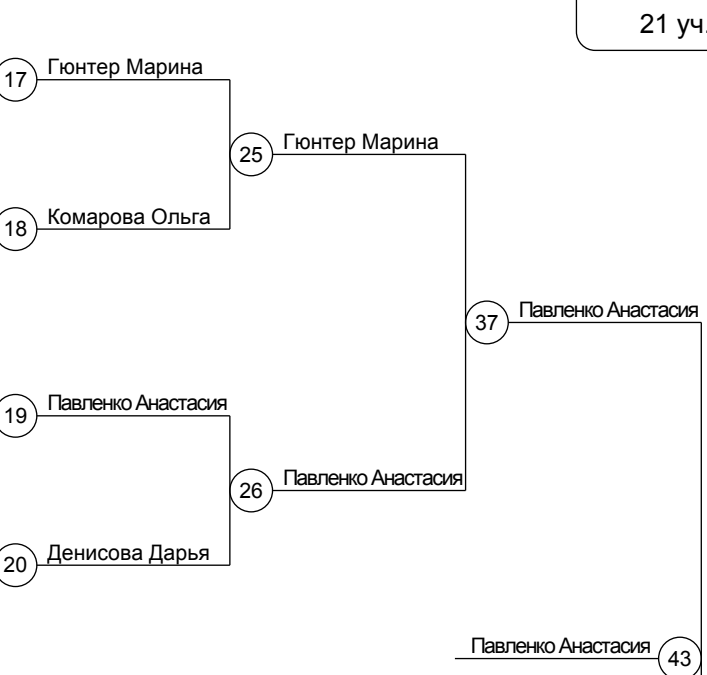 21 уч.
17 Гюнтер Марина
25 Гюнтер Марина
18 Комарова Ольга
37 Павленко Анастасия
19 Павленко Анастасия
26 Павленко Анастасия
20 Денисова Дарья
Павленко Анастасия 43